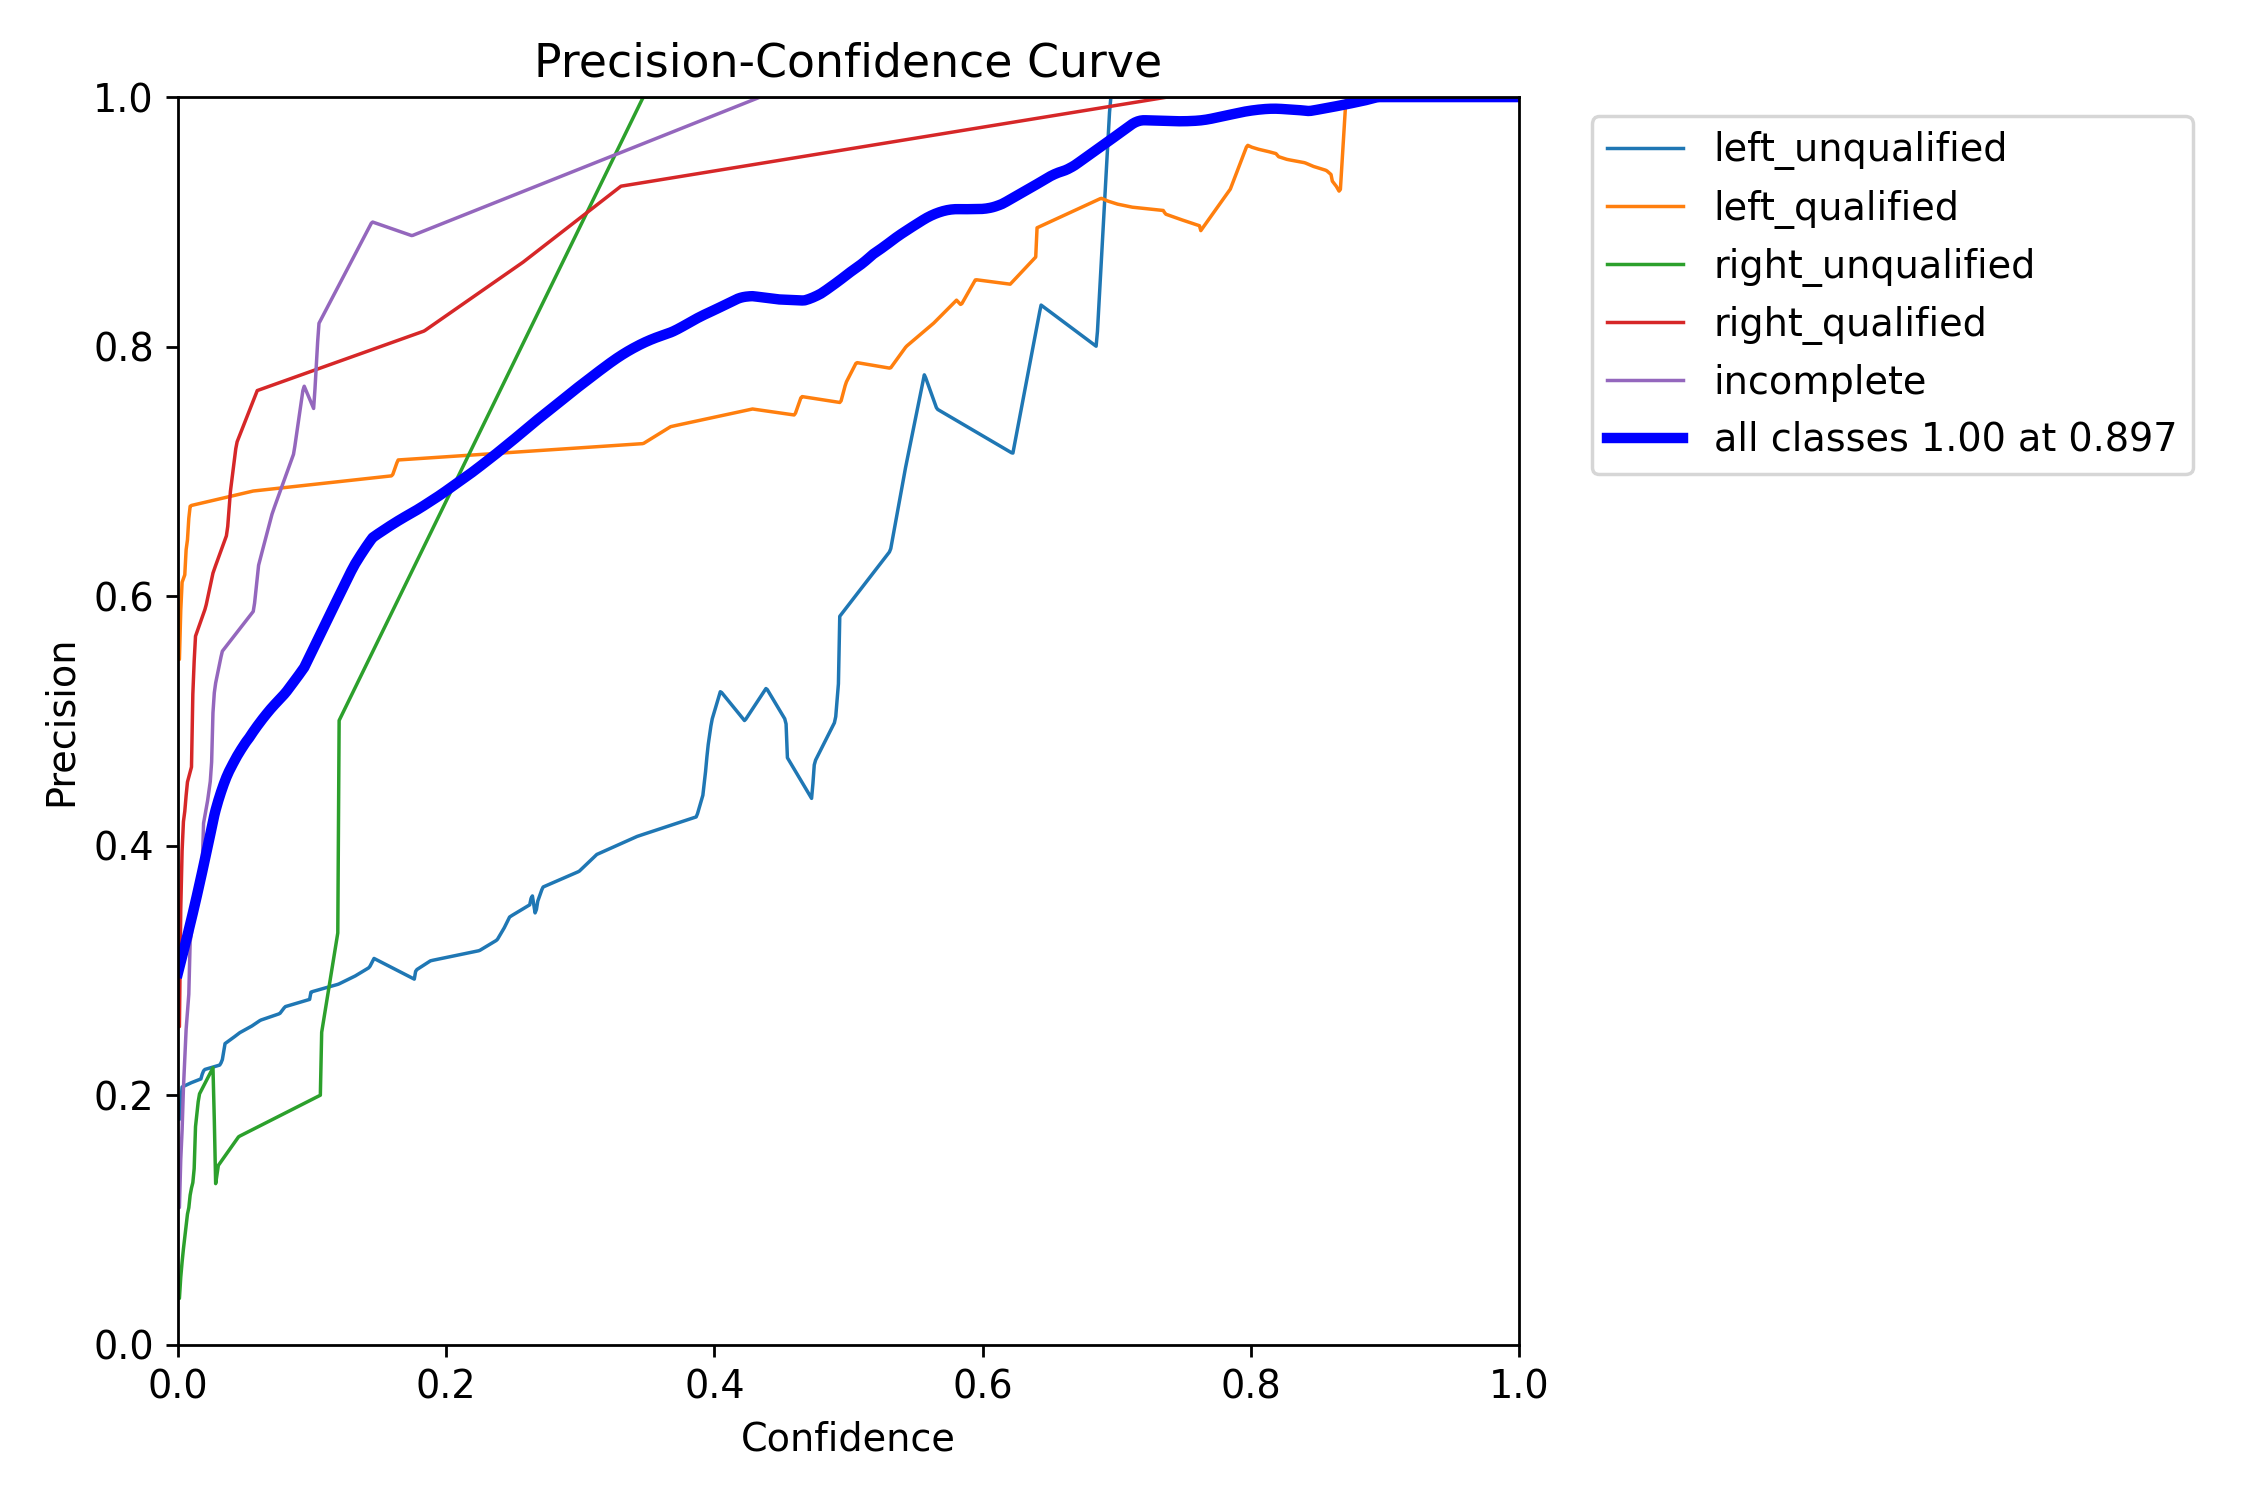 Precision-Confidence Curve
1.0
0.8
0.6
0.4
0.2
0.0
Precision
0.0 0.2 0.4 0.6 0.8 1.0
Confidence
left_unqualified
left_qualified
right_unqualified
right_qualified
incomplete
all classes 1.00 at 0.897